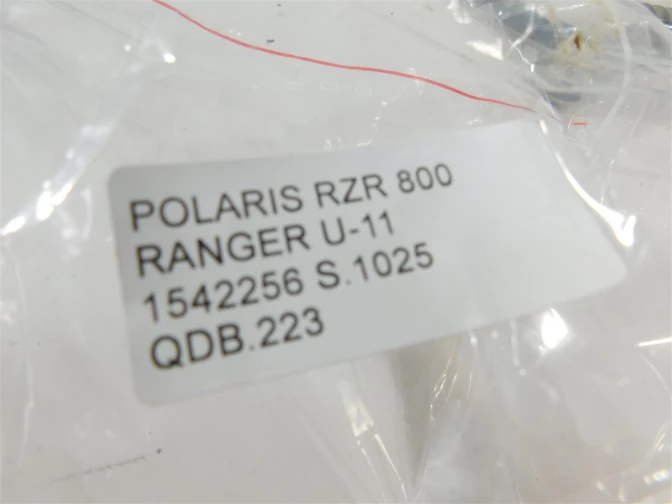 POLARIS RZR 800
RANGER U-11
1542256 S.1025
QDB.223